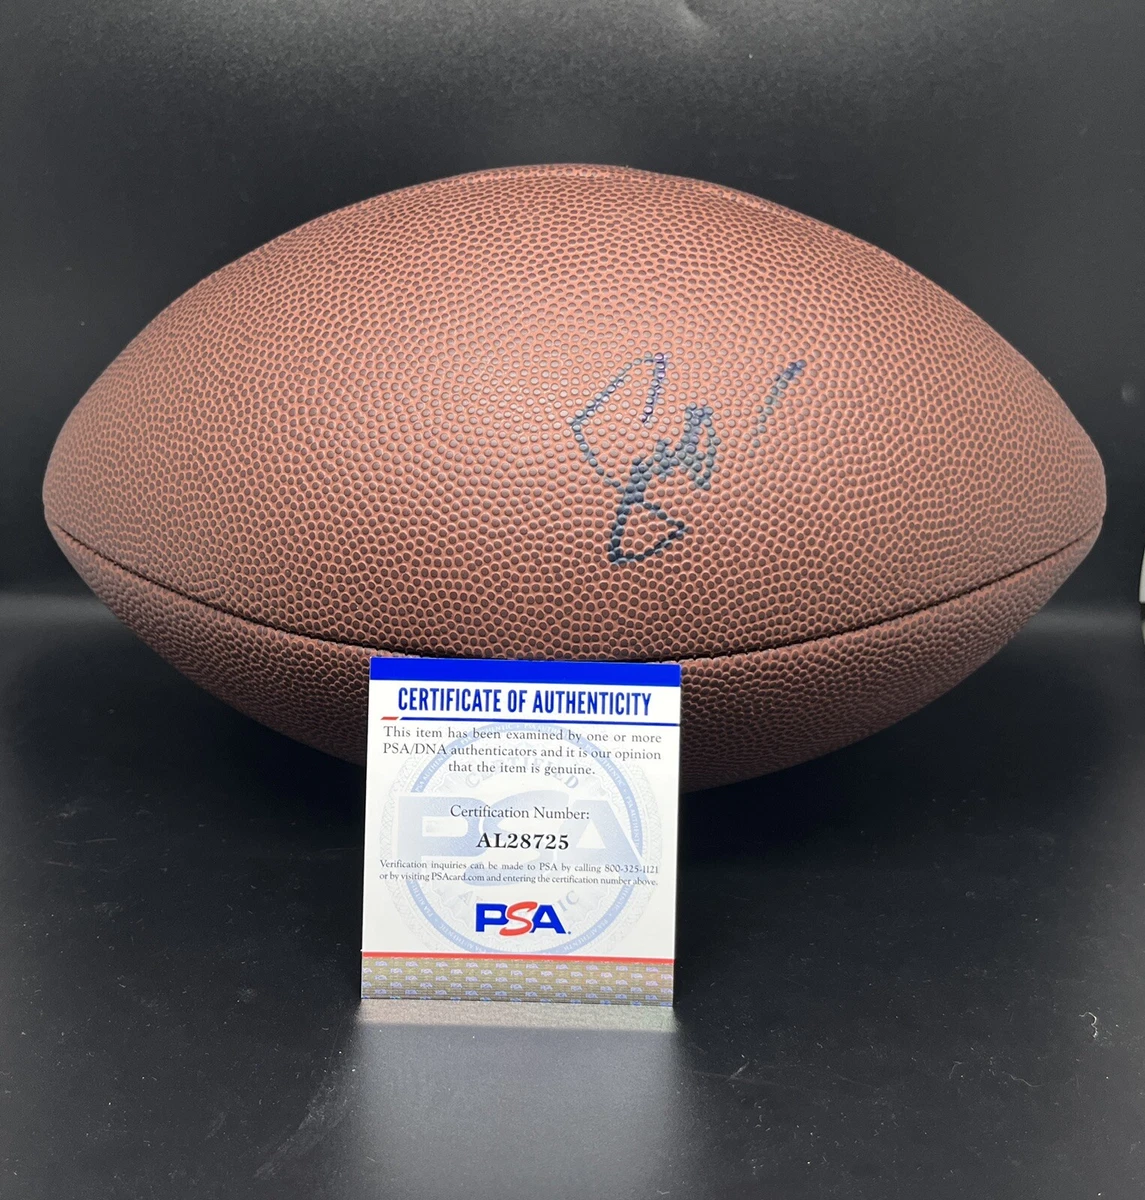 CERTIFICATE OF AUTHENTICITY
This item has been examined by one or more
PSA/DNA authenticators and it is our opinion
that the item is genuine.
Certification Number:
AL28725
Verification inquiries can be made to PSA by calling 800-325-1121
or by visiting PSAcard.com and entering the certification number above.
PSA